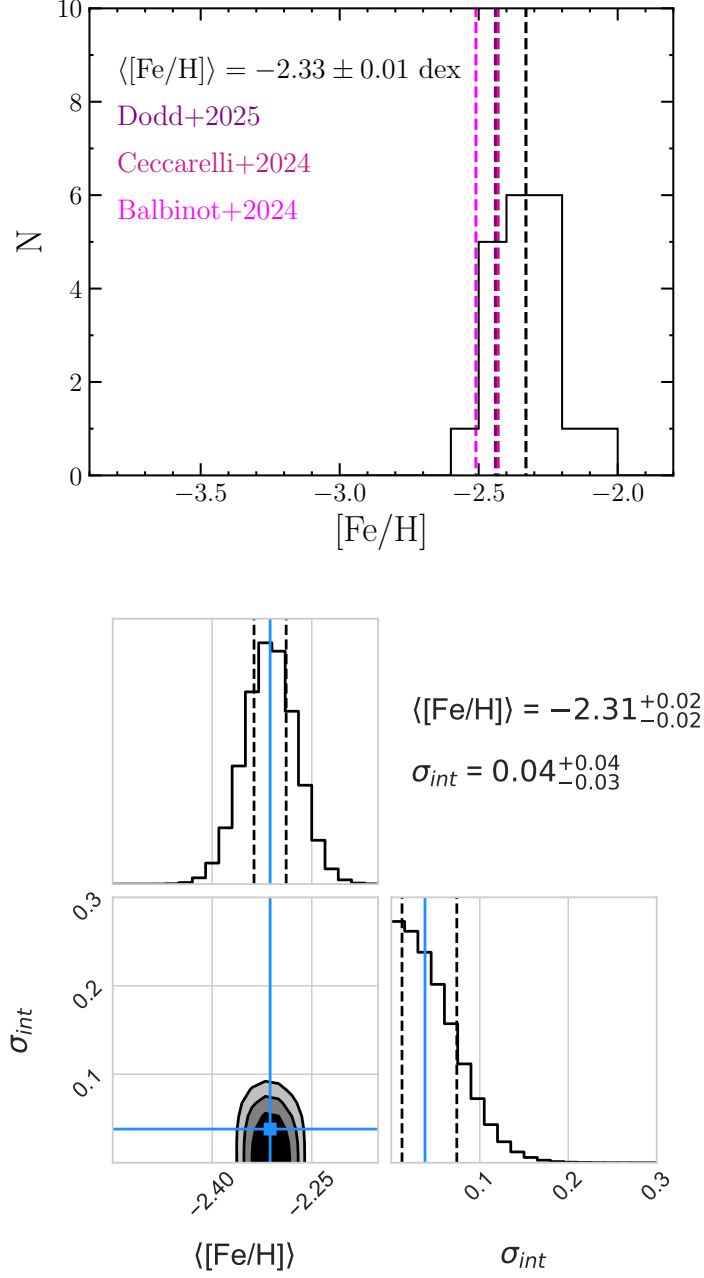 10
⟨[Fe/H]⟩ = −2.33 ± 0.01 dex
8
Dodd+2025
Ceccarelli+2024
6
Balbinot+2024
N
4
2
0
−3.5 −3.0 −2.5 −2.0
[Fe/H]
⟨[Fe/H]⟩ = −2.31 +0.02 −0.02
σint = 0.04 +0.04 −0.03
0.3
0.2
σint
0.1
−2.40 −2.25 0.1 0.2 0.3
⟨[Fe/H]⟩ σint